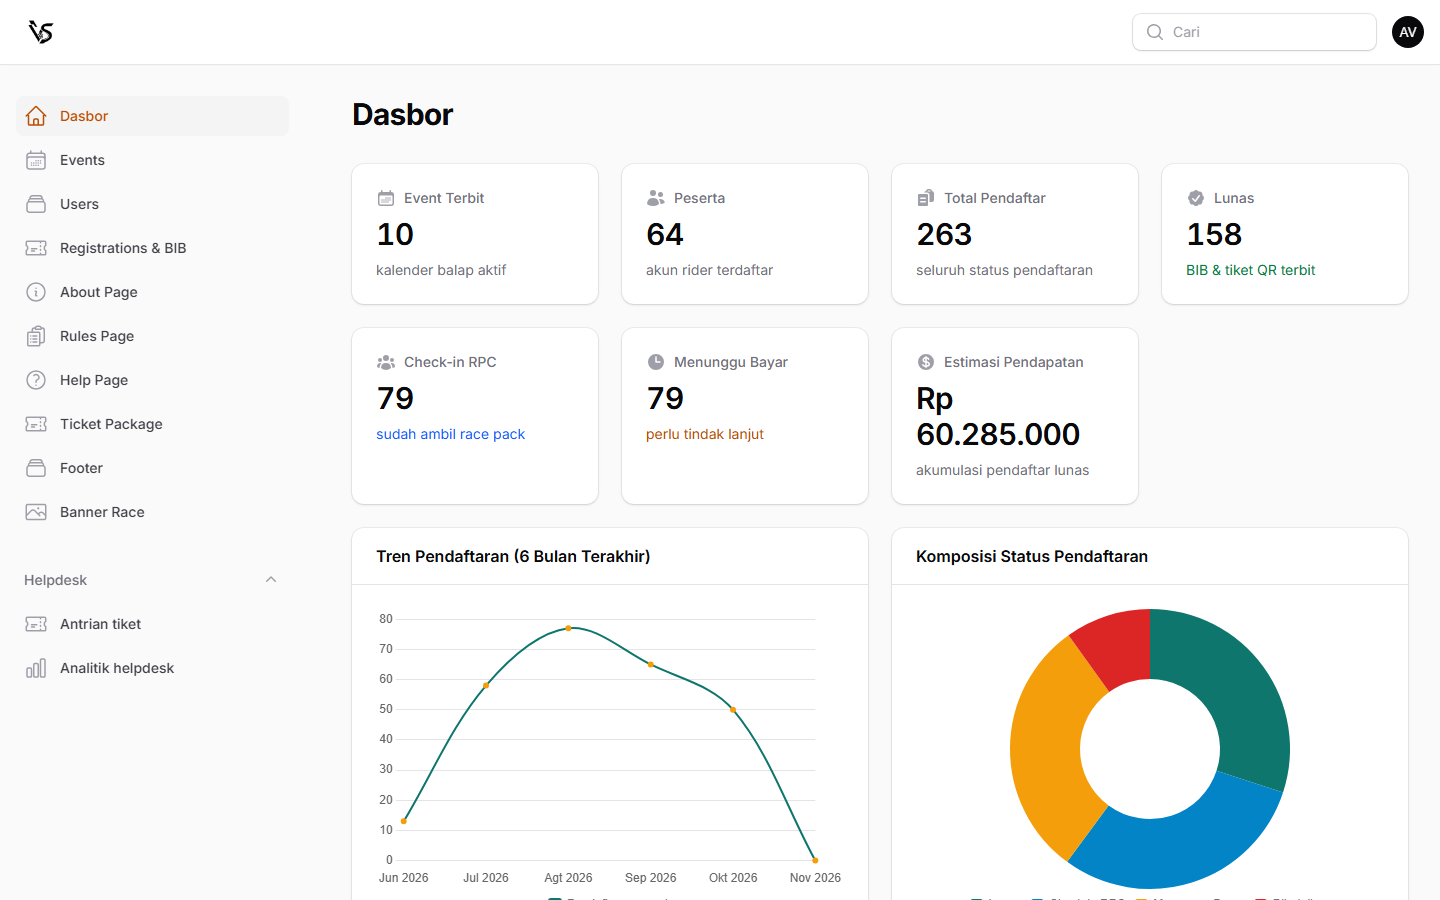 VS
Cari
AV
Dasbor
Events
Users
Registrations & BIB
About Page
Rules Page
Help Page
Ticket Package
Footer
Banner Race
Helpdesk
Antrian tiket
Analitik helpdesk
Dasbor
Event Terbit
10
kalender balap aktif
Peserta
64
akun rider terdaftar
Total Pendaftar
263
seluruh status pendaftaran
Lunas
158
BIB & tiket QR terbit
Check-in RPC
79
sudah ambil race pack
Menunggu Bayar
79
perlu tindak lanjut
Estimasi Pendapatan
Rp
60.285.000
akumulasi pendaftar lunas
Tren Pendaftaran (6 Bulan Terakhir)
80
70
60
50
40
30
20
10
0
Jun 2026 Jul 2026 Agt 2026 Sep 2026 Okt 2026 Nov 2026
Komposisi Status Pendaftaran